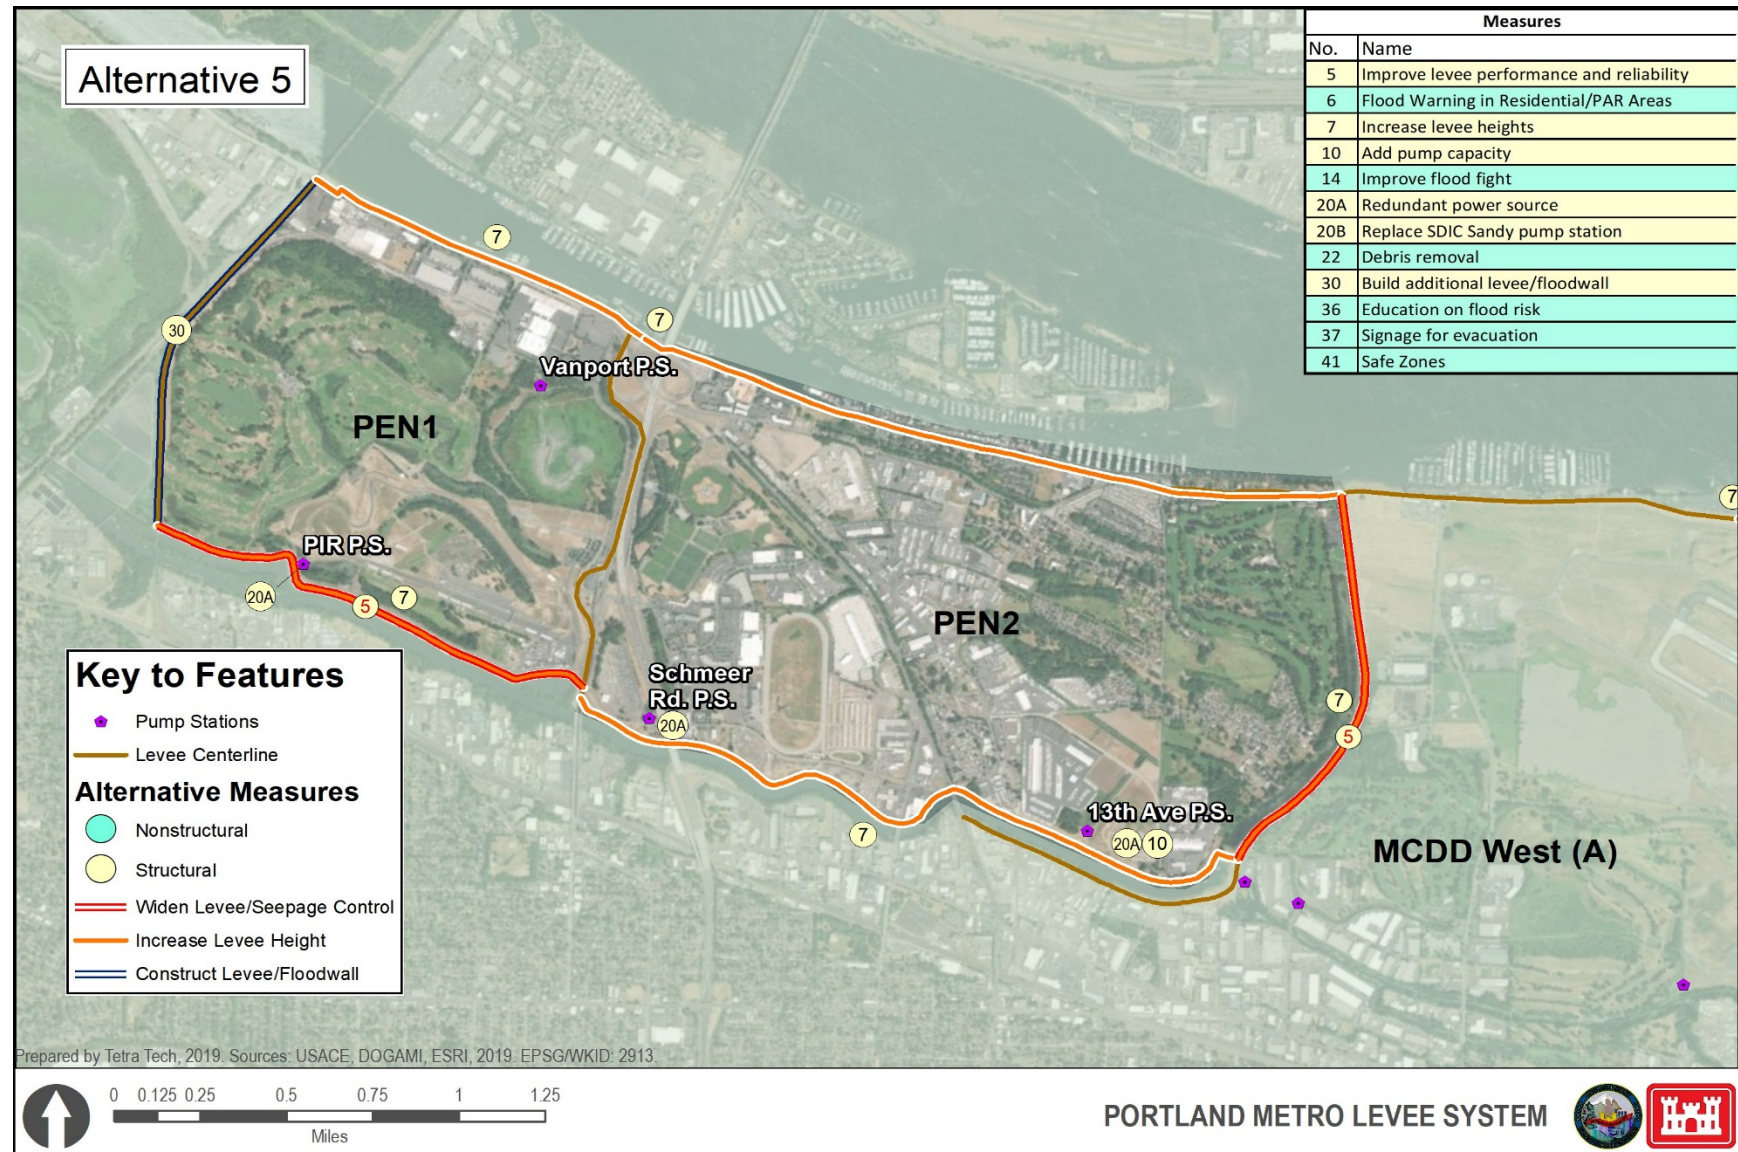 Alternative 5
Measures
No. Name
5 Improve levee performance and reliability
6 Flood Warning in Residential/PAR Areas
7 Increase levee heights
10 Add pump capacity
14 Improve flood fight
20A Redundant power source
20B Replace SDIC Sandy pump station
22 Debris removal
30 Build additional levee/floodwall
36 Education on flood risk
37 Signage for evacuation
41 Safe Zones
7
7
30
Vanport P.S.
PEN1
7
PIR P.S.
20A
5
7
PEN2
Schmeer
Rd. P.S.
20A
7
5
13th Ave P.S.
20A
10
7
MCDD West (A)
Key to Features
Pump Stations
Levee Centerline
Alternative Measures
Nonstructural
Structural
Widen Levee/Seepage Control
Increase Levee Height
Construct Levee/Floodwall
Prepared by Tetra Tech, 2019. Sources: USACE, DOGAMI, ESRI, 2019. EPSG/WKID: 2913.
0 0.125 0.25 0.5 0.75 1 1.25
Miles
PORTLAND METRO LEVEE SYSTEM